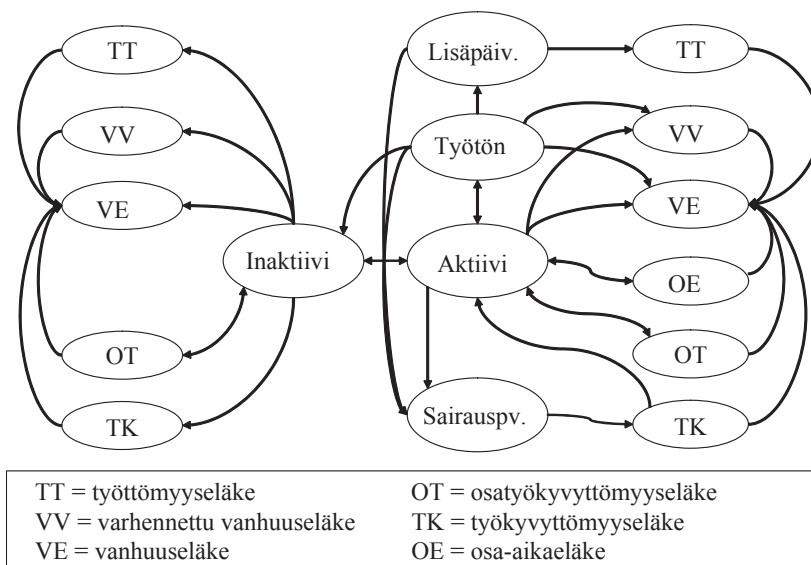 TT
Lisäpäiv.
TT
VV
Työtön
VV
VE
VE
Inaktiivi
Aktiivi
OE
OT
OT
TK
Sairauspv.
TK
TT = työttömyyseläke
VV = varhennettu vanhuuseläke
VE = vanhuuseläke
OT = osatyökyvyttömyyseläke
TK = työkyvyttömyyseläke
OE = osa-aikaeläke